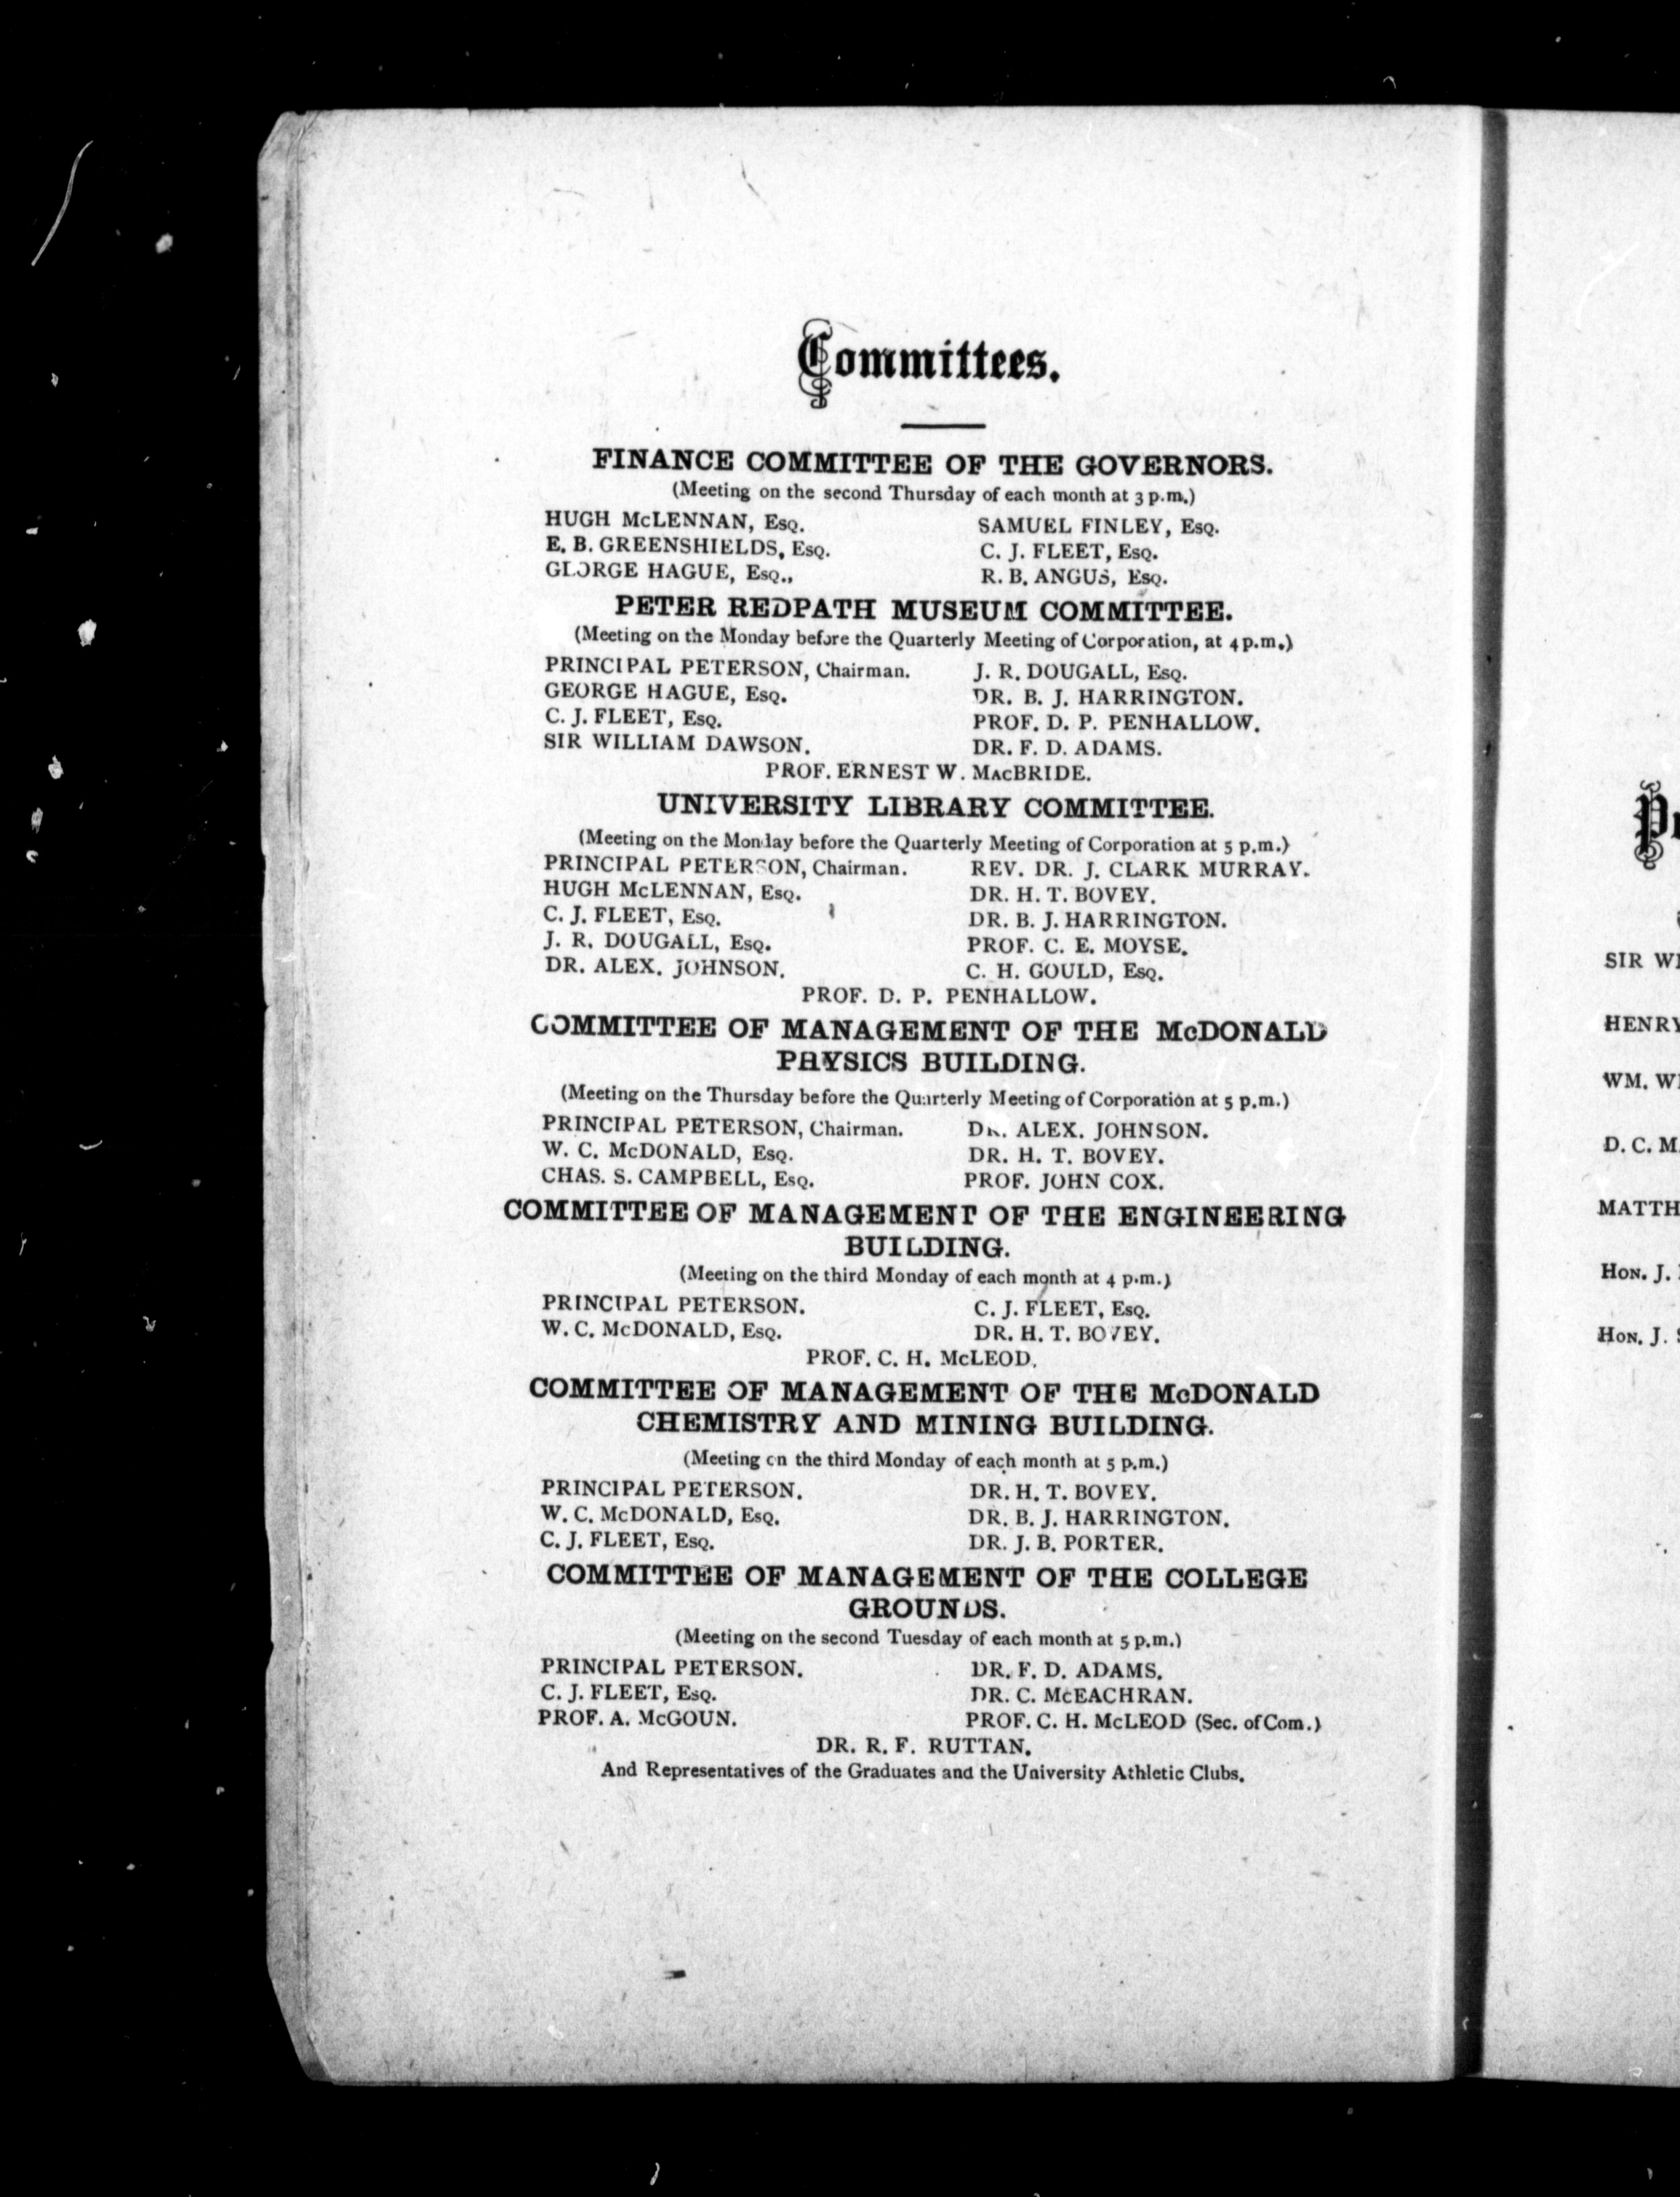 Committees.
FINANCE COMMITTEE OF THE GOVERNORS.
(Meeting on the second Thursday of each month at 3 p.m.)
HUGH McLENNAN, Esq. SAMUEL FINLEY, Esq.
E. B. GREENSHIELDS, Esq. C. J. FLEET, Esq.
GEORGE HAGUE, Esq., R. B. ANGUS, Esq.
PETER REDPATH MUSEUM COMMITTEE.
(Meeting on the Monday before the Quarterly Meeting of Corporation, at 4 p.m.)
PRINCIPAL PETERSON, Chairman. J. R. DOUGALL, Esq.
GEORGE HAGUE, Esq. DR. B. J. HARRINGTON.
C. J. FLEET, Esq. PROF. D. P. PENHALLOW.
SIR WILLIAM DAWSON. DR. F. D. ADAMS.
PROF. ERNEST W. MacBRIDE.
UNIVERSITY LIBRARY COMMITTEE.
(Meeting on the Monday before the Quarterly Meeting of Corporation at 5 p.m.)
PRINCIPAL PETERSON, Chairman. REV. DR. J. CLARK MURRAY.
HUGH McLENNAN, Esq. DR. H. T. BOVEY.
C. J. FLEET, Esq. DR. B. J. HARRINGTON.
J. R. DOUGALL, Esq. PROF. C. E. MOYSE.
DR. ALEX. JOHNSON. C. H. GOULD, Esq.
PROF. D. P. PENHALLOW.
COMMITTEE OF MANAGEMENT OF THE McDONALD
PHYSICS BUILDING.
(Meeting on the Thursday before the Quarterly Meeting of Corporation at 5 p.m.)
PRINCIPAL PETERSON, Chairman. DR. ALEX. JOHNSON.
W. C. McDONALD, Esq. DR. H. T. BOVEY.
CHAS. S. CAMPBELL, Esq. PROF. JOHN COX.
COMMITTEE OF MANAGEMENT OF THE ENGINEERING
BUILDING.
(Meeting on the third Monday of each month at 4 p.m.)
PRINCIPAL PETERSON. C. J. FLEET, Esq.
W. C. McDONALD, Esq. DR. H. T. BOVEY.
PROF. C. H. McLEOD.
COMMITTEE OF MANAGEMENT OF THE McDONALD
CHEMISTRY AND MINING BUILDING.
(Meeting on the third Monday of each month at 5 p.m.)
PRINCIPAL PETERSON. DR. H. T. BOVEY.
W. C. McDONALD, Esq. DR. B. J. HARRINGTON.
C. J. FLEET, Esq. DR. J. B. PORTER.
COMMITTEE OF MANAGEMENT OF THE COLLEGE
GROUNDS.
(Meeting on the second Tuesday of each month at 5 p.m.)
PRINCIPAL PETERSON. DR. F. D. ADAMS.
C. J. FLEET, Esq. DR. C. McEACHRAN.
PROF. A. McGOUN. PROF. C. H. McLEOD (Sec. of Com.)
DR. R. F. RUTTAN.
And Representatives of the Graduates and the University Athletic Clubs.
SIR
HENRY
WM.
D. C.
HON. J.
HON. J.